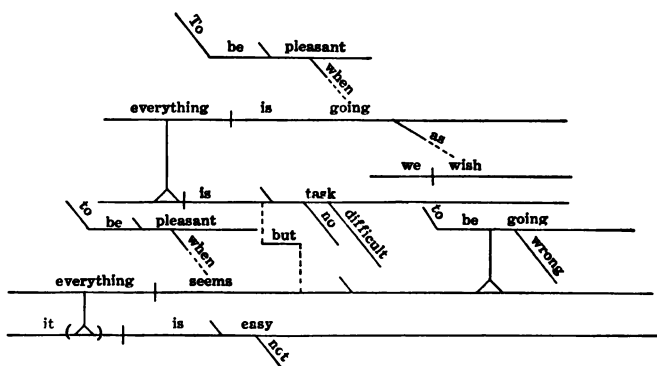 To
be pleasant
when
everything is going
as
we wish
is task
no difficult
to be pleasant
when
but
to be going
wrong
everything seems
it ( ) is easy
not